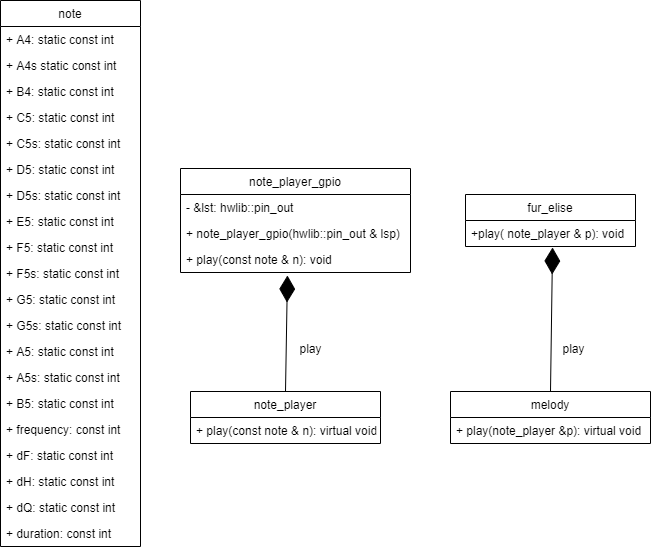 note
+ A4: static const int
+ A4s static const int
+ B4: static const int
+ C5: static const int
+ C5s: static const int
+ D5: static const int
+ D5s: static const int
+ E5: static const int
+ F5: static const int
+ F5s: static const int
+ G5: static const int
+ G5s: static const int
+ A5: static const int
+ A5s: static const int
+ B5: static const int
+ frequency: const int
+ dF: static const int
+ dH: static const int
+ dQ: static const int
+ duration: const int
note_player_gpio
- &lst: hwlib::pin_out
+ note_player_gpio(hwlib::pin_out & lsp)
+ play(const note & n): void
play
note_player
+ play(const note & n): virtual void
fur_elise
+play( note_player & p): void
play
melody
+ play(note_player &p): virtual void